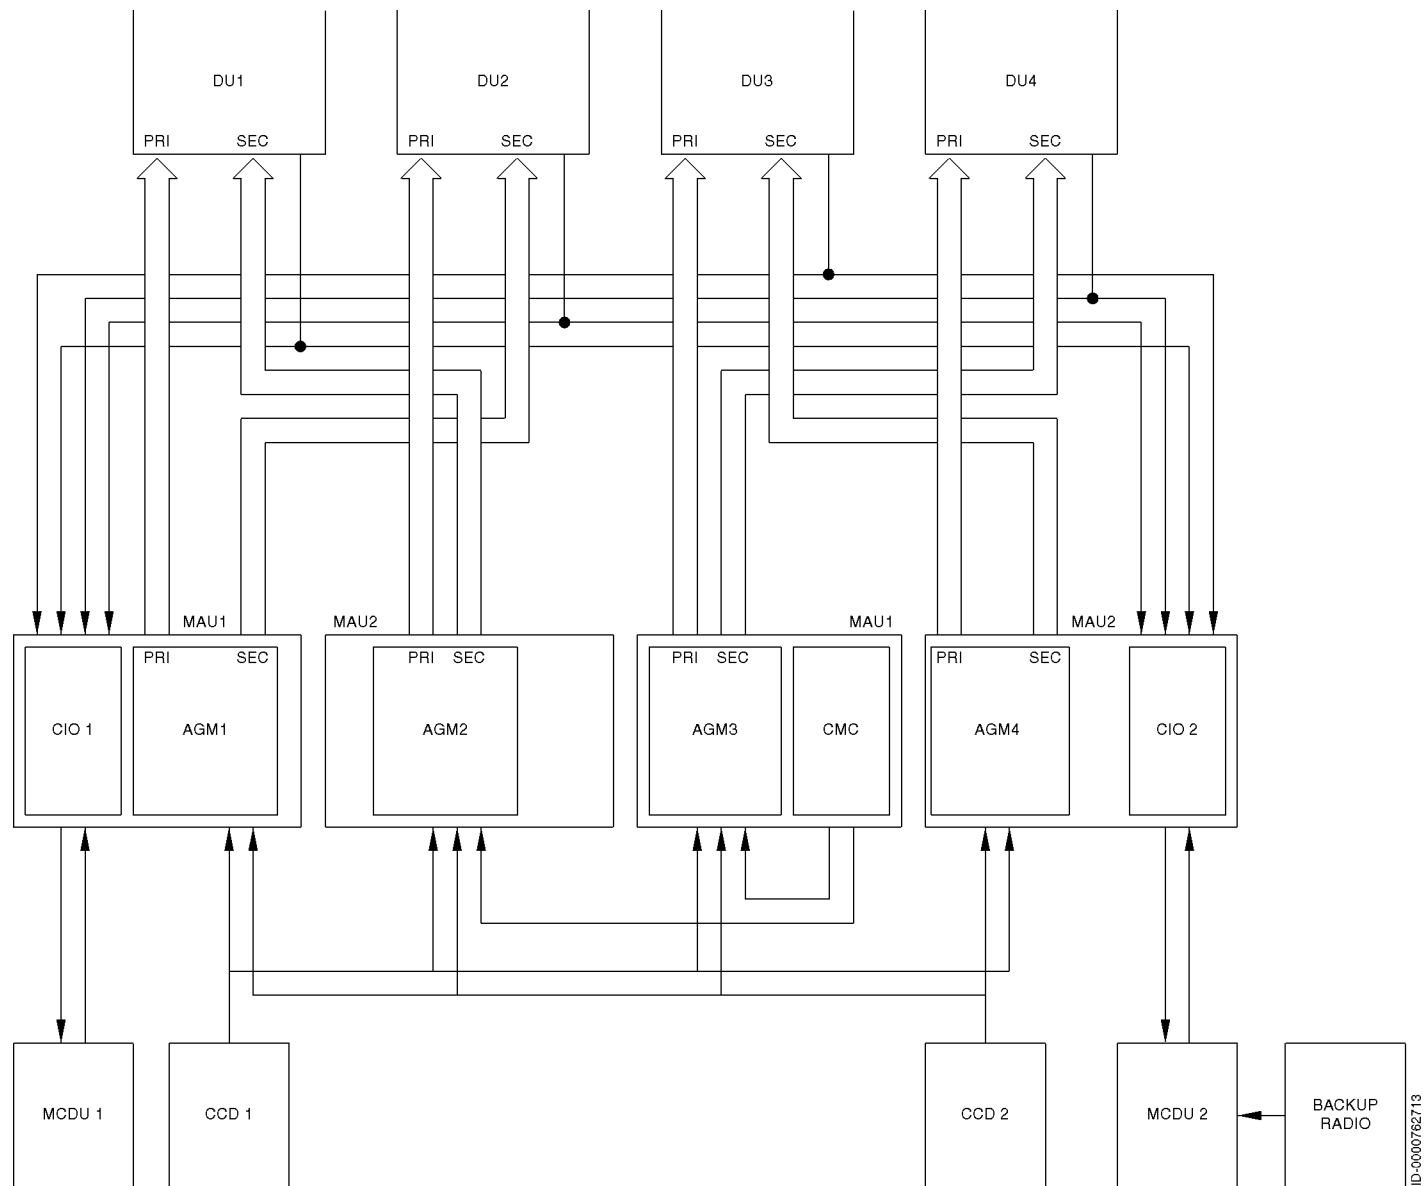 DU1
DU2
DU3
DU4
PRI
SEC
PRI
SEC
PRI
SEC
PRI
SEC
MAU1
MAU2
MAU1
MAU2
PRI
SEC
PRI
SEC
PRI
SEC
PRI
SEC
CIO 1
AGM1
AGM2
AGM3
CMC
AGM4
CIO 2
MCDU 1
CCD 1
CCD 2
MCDU 2
BACKUP
RADIO
ID-0000762713